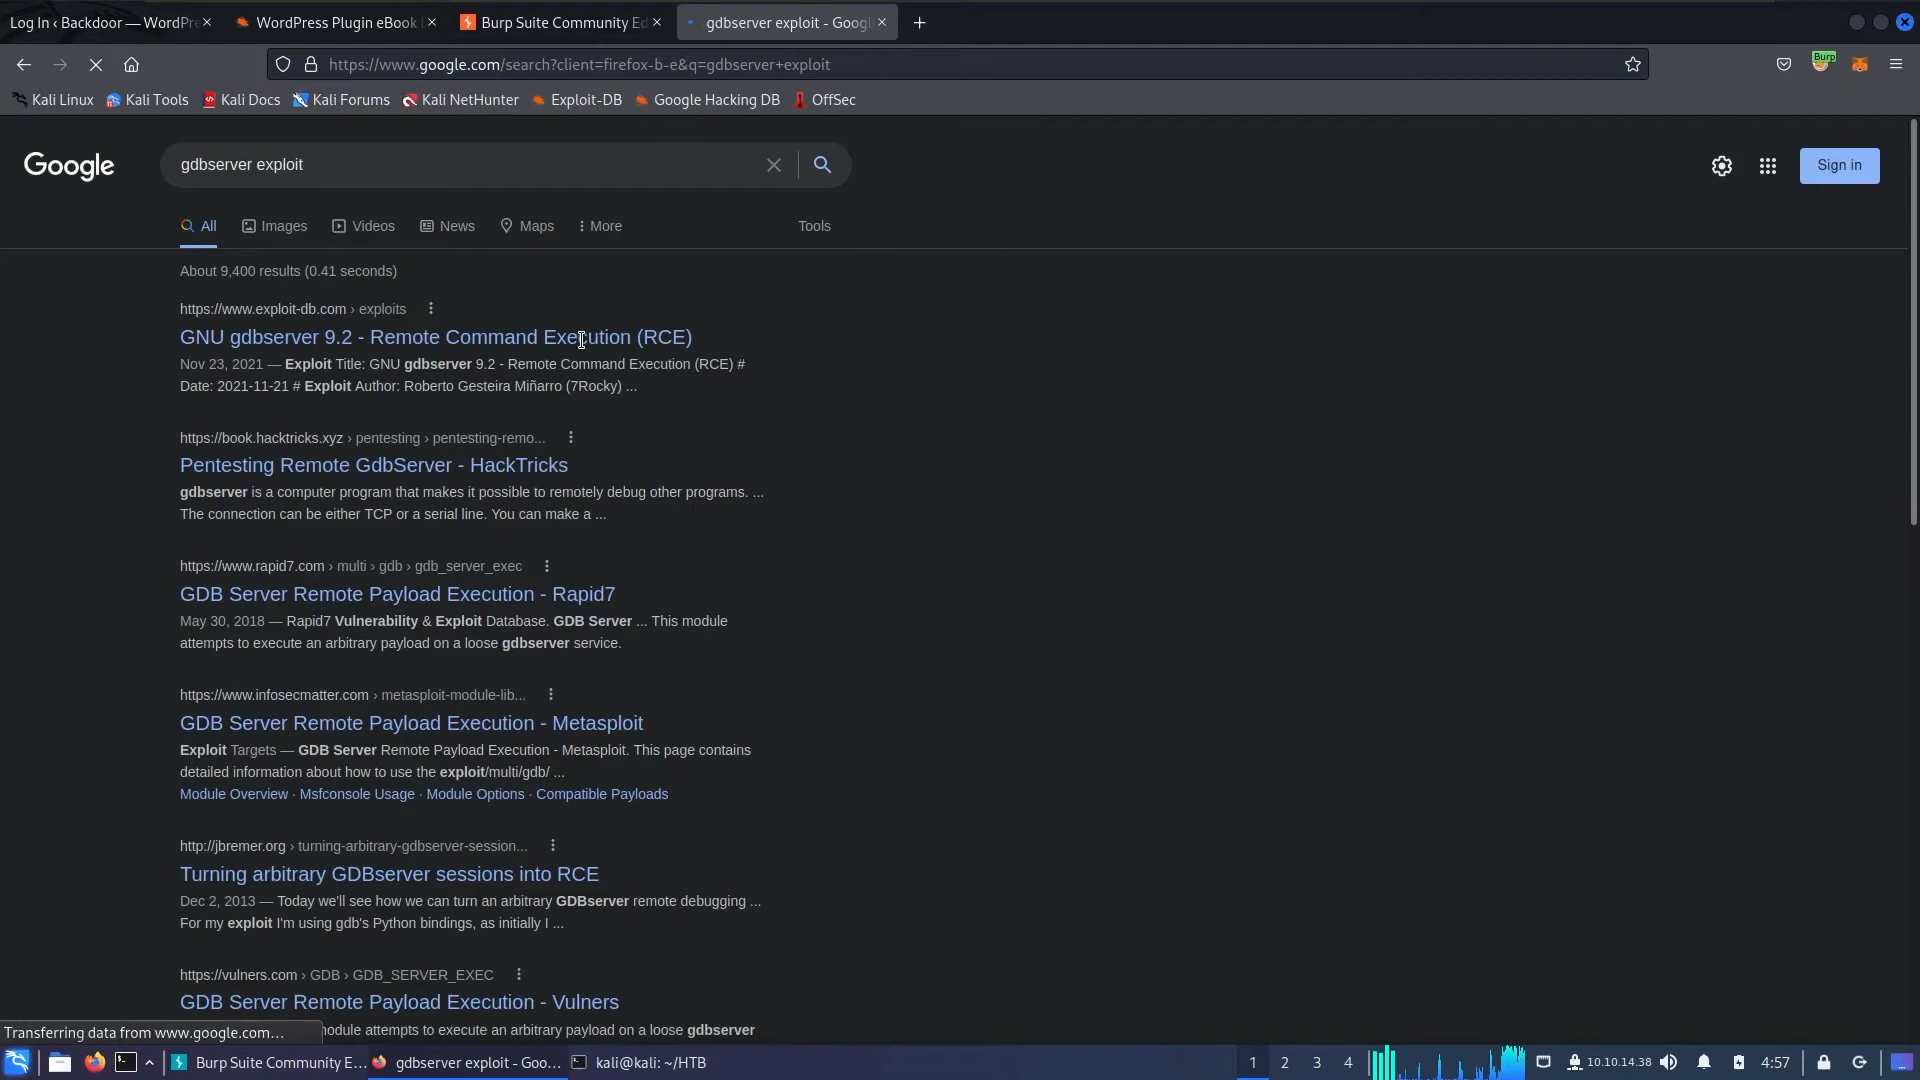 Log In ‹ Backdoor — WordPre
WordPress Plugin eBook
Burp Suite Community Ed
gdbserver exploit - Google
https://www.google.com/search?client=firefox-b-e&q=gdbserver+exploit
Burp
Kali Linux
Kali Tools
Kali Docs
Kali Forums
Kali NetHunter
Exploit-DB
Google Hacking DB
OffSec
Google
gdbserver exploit
Sign in
All
Images
Videos
News
Maps
More
Tools
About 9,400 results (0.41 seconds)
https://www.exploit-db.com › exploits
GNU gdbserver 9.2 - Remote Command Execution (RCE)
Nov 23, 2021 — Exploit Title: GNU gdbserver 9.2 - Remote Command Execution (RCE) #
Date: 2021-11-21 # Exploit Author: Roberto Gesteira Miñarro (7Rocky) ...
https://book.hacktricks.xyz › pentesting › pentesting-remo...
Pentesting Remote GdbServer - HackTricks
gdbserver is a computer program that makes it possible to remotely debug other programs. ...
The connection can be either TCP or a serial line. You can make a ...
https://www.rapid7.com › multi › gdb › gdb_server_exec
GDB Server Remote Payload Execution - Rapid7
May 30, 2018 — Rapid7 Vulnerability & Exploit Database. GDB Server ... This module
attempts to execute an arbitrary payload on a loose gdbserver service.
https://www.infosecmatter.com › metasploit-module-lib...
GDB Server Remote Payload Execution - Metasploit
Exploit Targets — GDB Server Remote Payload Execution - Metasploit. This page contains
detailed information about how to use the exploit/multi/gdb/ ...
Module Overview · Msfconsole Usage · Module Options · Compatible Payloads
http://jbremer.org › turning-arbitrary-gdbserver-session...
Turning arbitrary GDBserver sessions into RCE
Dec 2, 2013 — Today we'll see how we can turn an arbitrary GDBserver remote debugging ...
For my exploit I'm using gdb's Python bindings, as initially I ...
https://vulners.com › GDB › GDB_SERVER_EXEC
GDB Server Remote Payload Execution - Vulners
module attempts to execute an arbitrary payload on a loose gdbserver
Transferring data from www.google.com…
Burp Suite Community E...
gdbserver exploit - Goo...
kali@kali: ~/HTB
1
2
3
4
10.10.14.38
4:57